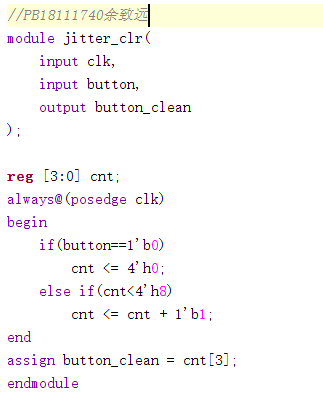 //PB18111740余致远
module jitter_clr(
    input clk,
    input button,
    output button_clean
);

reg [3:0] cnt;
always@(posedge clk)
begin
    if(button==1'b0)
        cnt <= 4'h0;
    else if(cnt<4'h8)
        cnt <= cnt + 1'b1;
end
assign button_clean = cnt[3];
endmodule